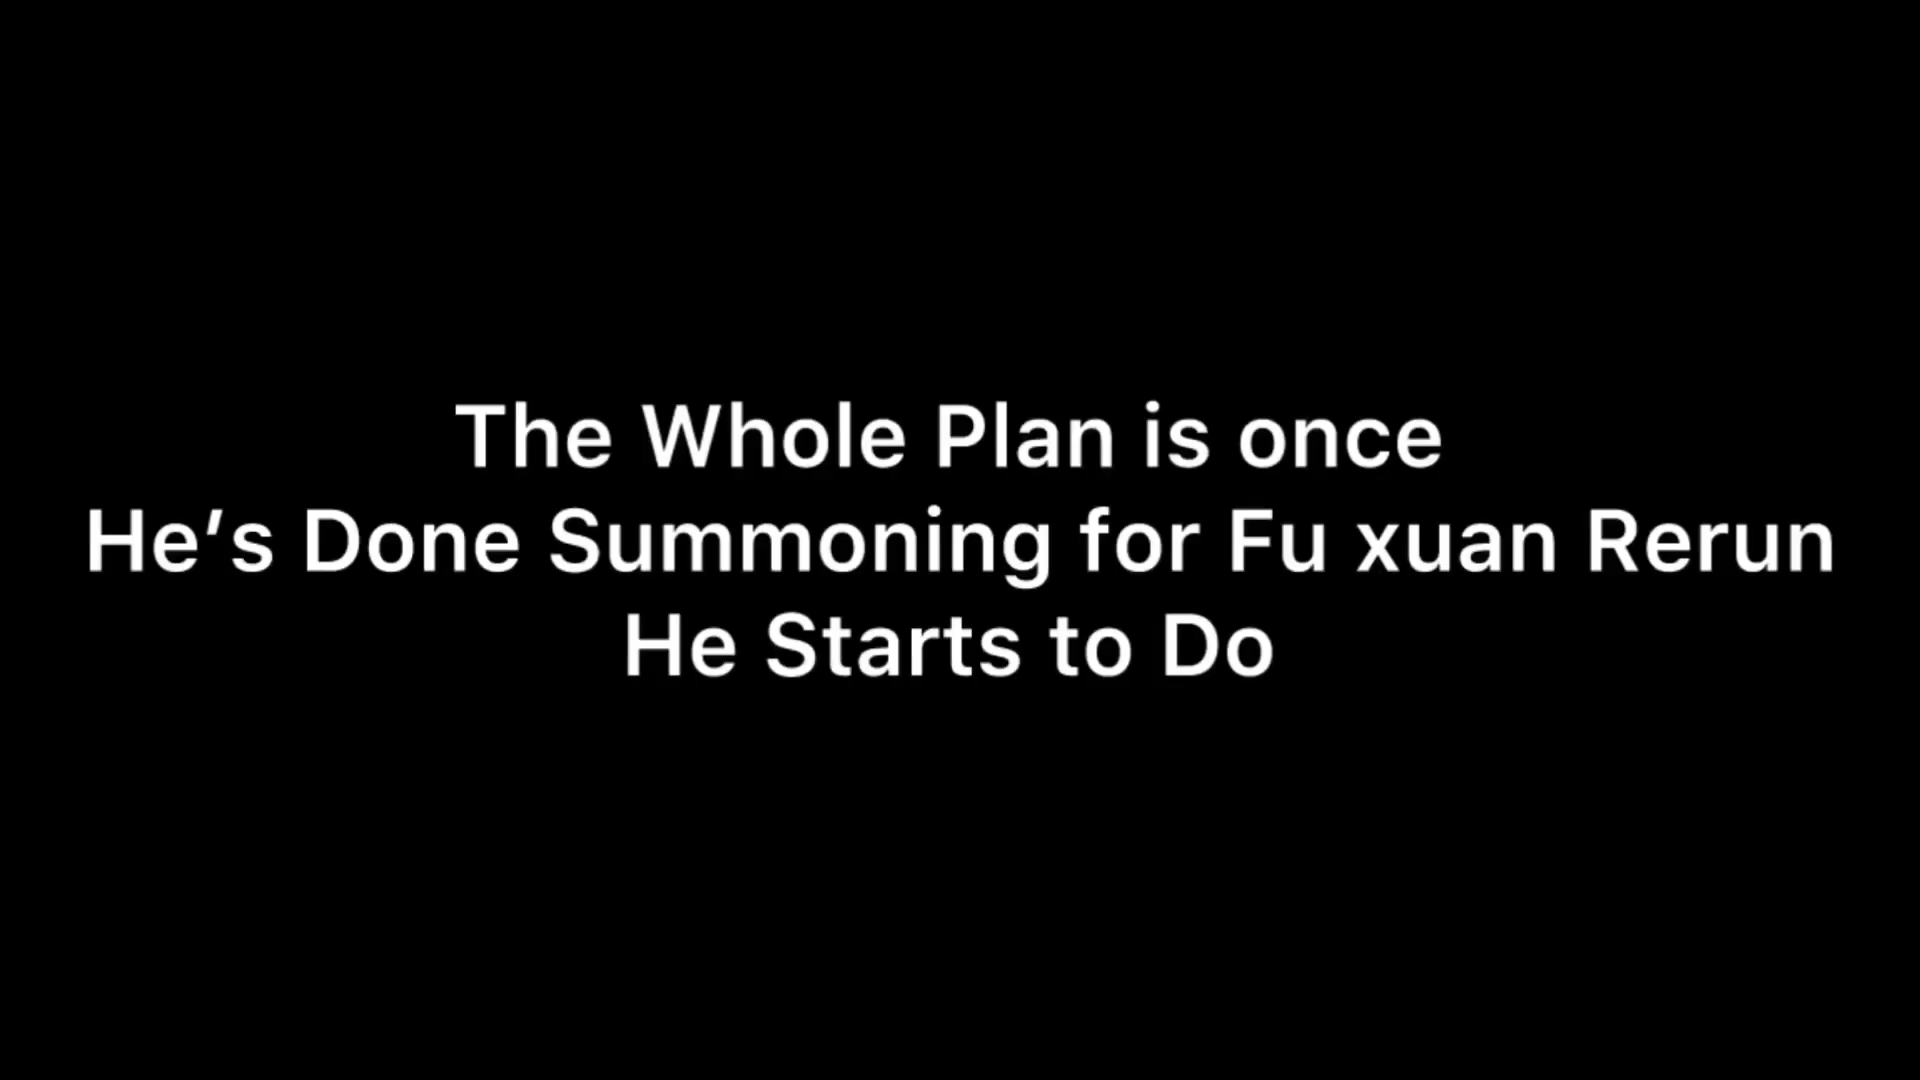 The Whole Plan is once
He's Done Summoning for Fu xuan Rerun
He Starts to Do